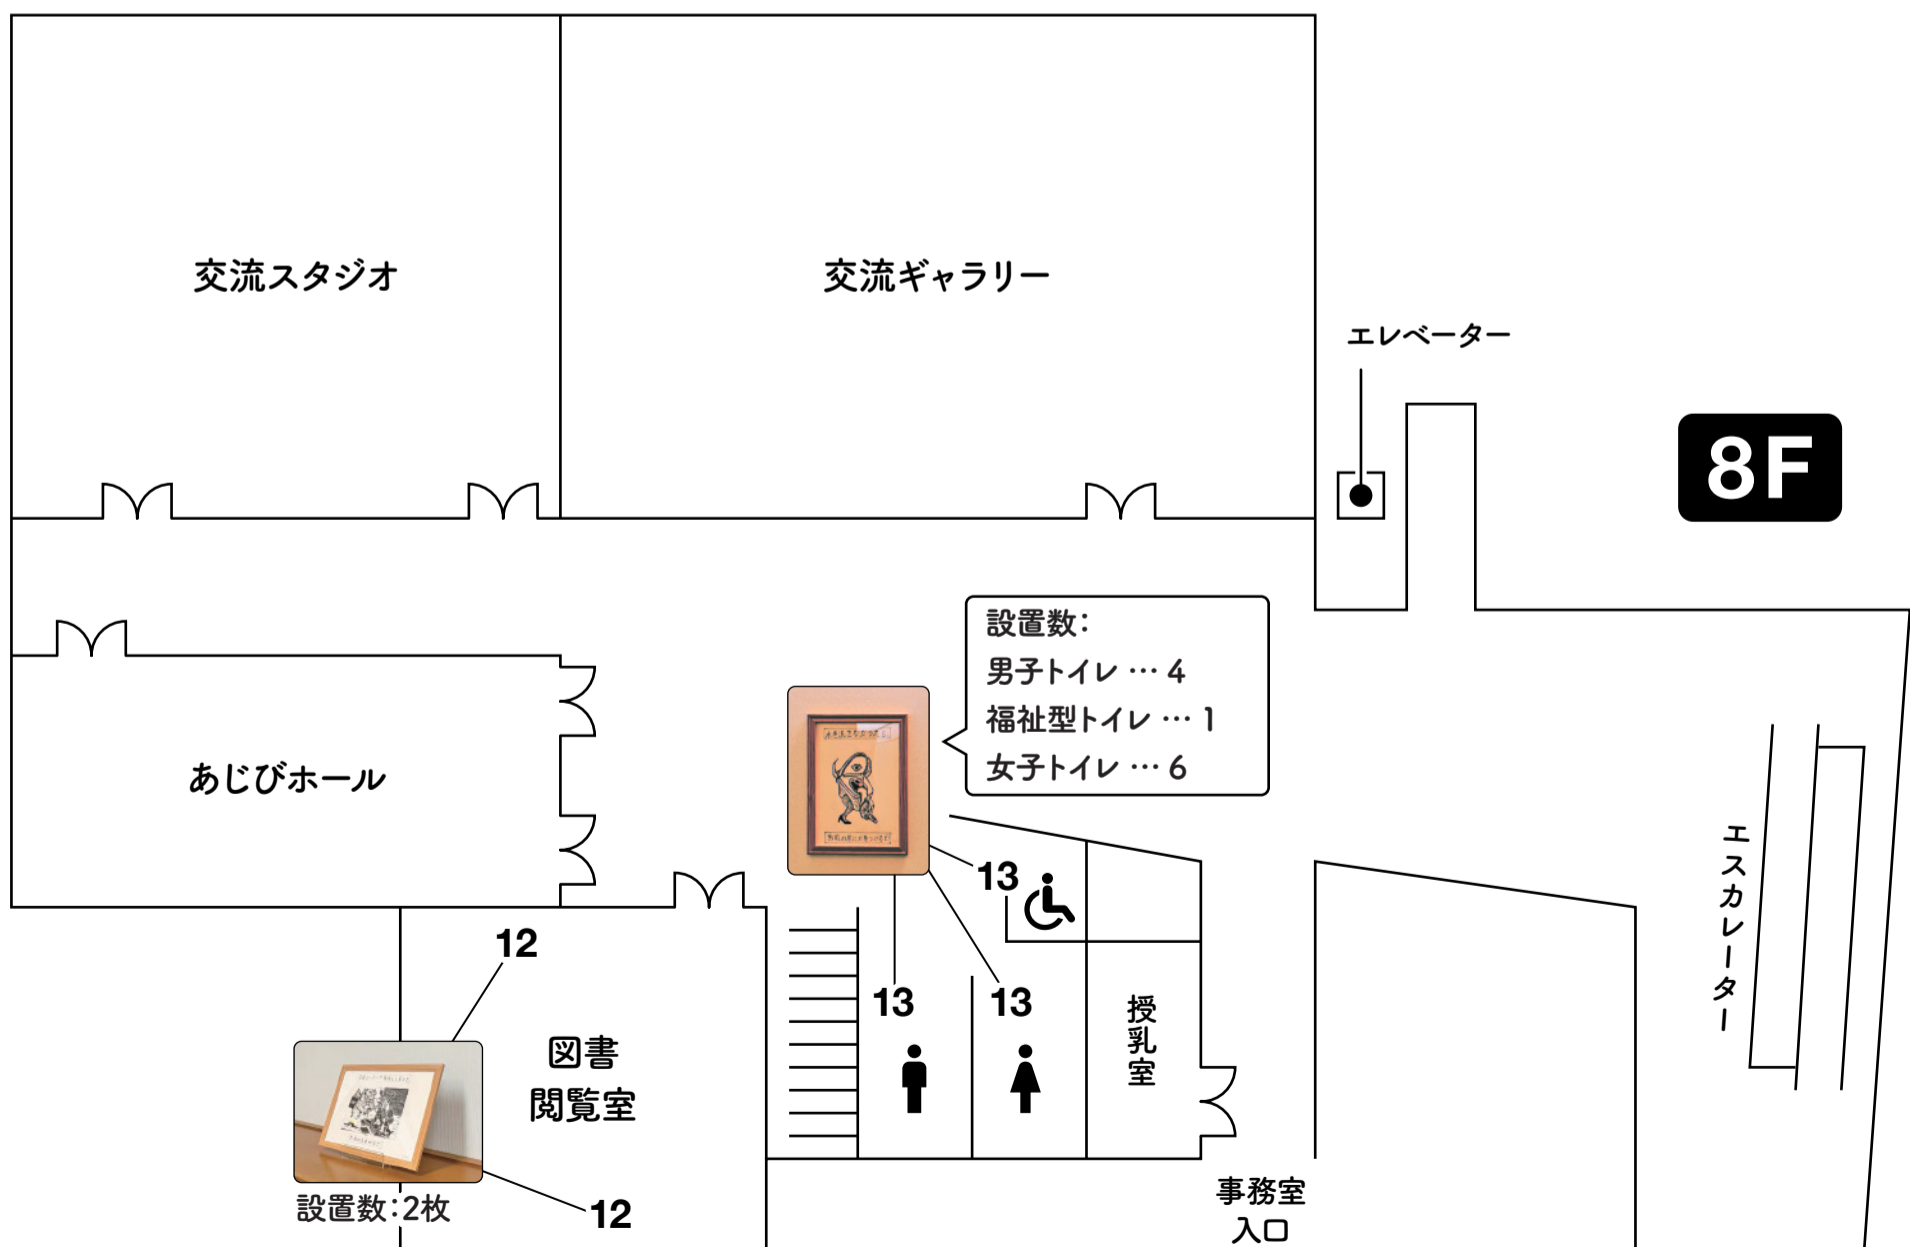 交流スタジオ
交流ギャラリー
エレベーター
8F
設置数：
男子トイレ … 4
福祉型トイレ … 1
女子トイレ … 6
あじびホール
エスカレーター
13
12
13
13
授乳室
図書
閲覧室
設置数：2枚
12
事務室
入口